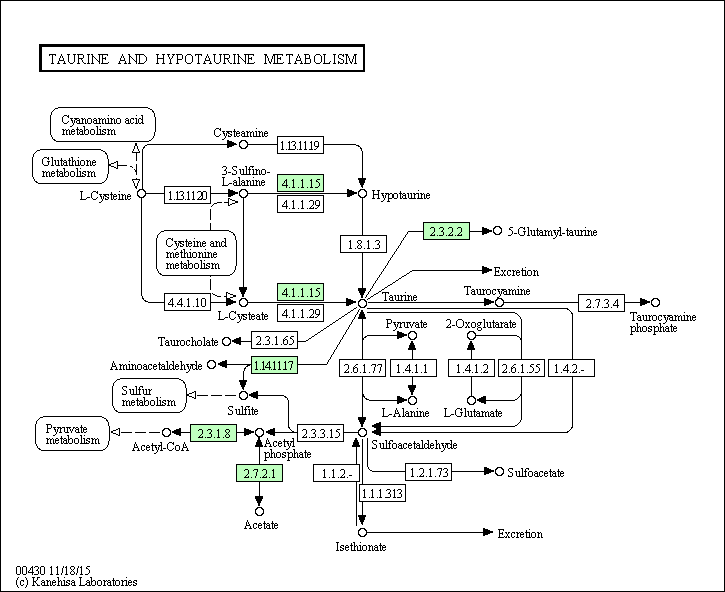 TAURINE AND HYPOTAURINE METABOLISM
Cyanoamino acid
metabolism
Cysteamine
1.13.11.19
Glutathione
metabolism
3-Sulfino-
L-alanine
4.1.1.15
L-Cysteine
1.13.11.20
4.1.1.29
Hypotaurine
Cysteine and
methionine
metabolism
1.8.1.3
2.3.2.2
5-Glutamyl-taurine
Excretion
4.4.1.10
L-Cysteate
4.1.1.15
4.1.1.29
Taurine
Taurocyamine
2.7.3.4
Taurocyamine
phosphate
Taurocholate
2.3.1.65
Pyruvate
2-Oxoglutarate
Aminoacetaldehyde
1.14.11.17
2.6.1.77
1.4.1.1
1.4.1.2
2.6.1.55
1.4.2.-
Sulfur
metabolism
Sulfite
L-Alanine
L-Glutamate
Pyruvate
metabolism
Acetyl-CoA
2.3.1.8
Acetyl
phosphate
2.3.3.15
Sulfoacetaldehyde
2.7.2.1
1.1.2.-
1.2.1.73
Sulfoacetate
1.1.1.313
Acetate
Isethionate
Excretion
00430 11/18/15
(c) Kanehisa Laboratories